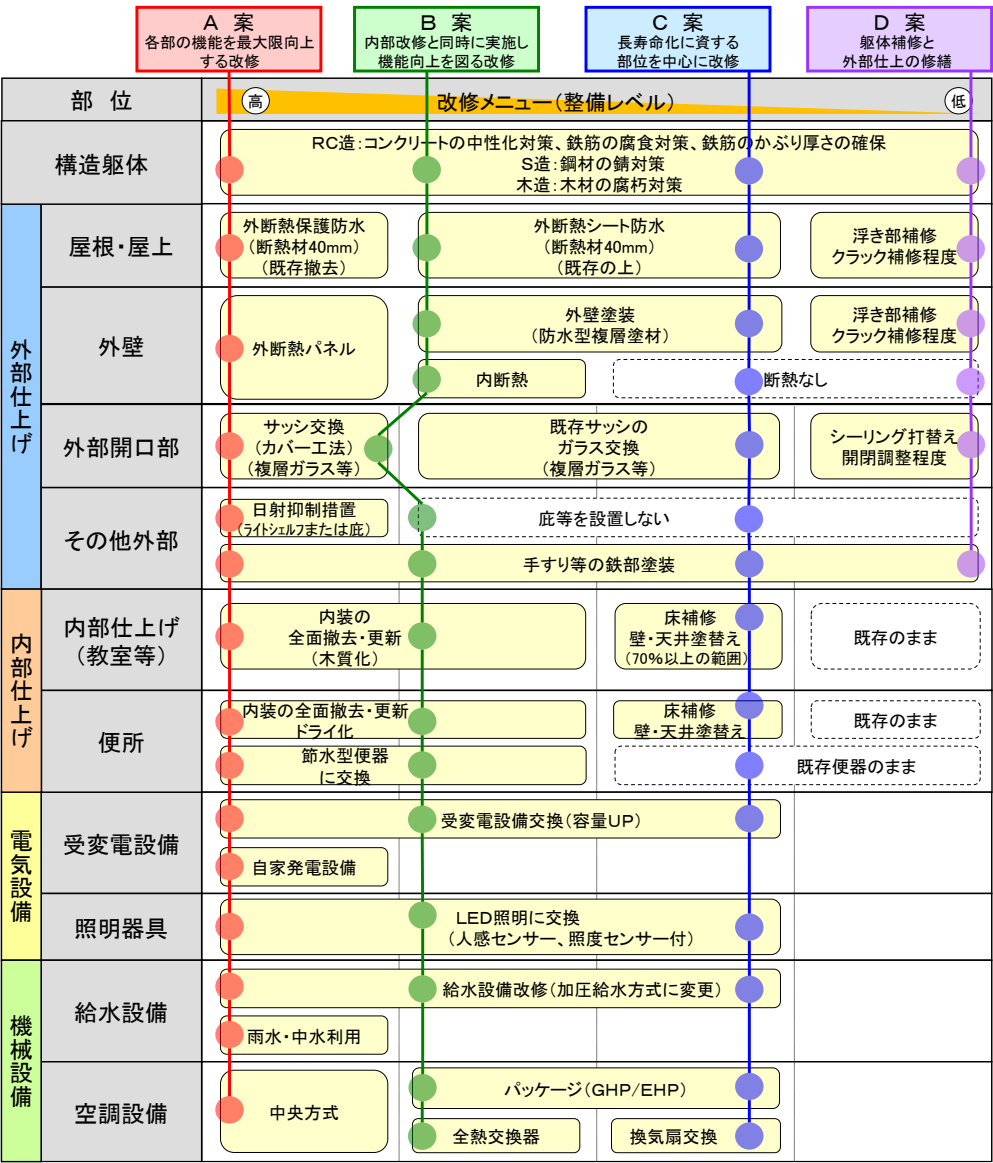 A 案
各部の機能を最大限向上
する改修
B 案
内部改修と同時に実施し
機能向上を図る改修
C 案
長寿命化に資する
部位を中心に改修
D 案
躯体補修と
外部仕上の修繕
部 位
高
改修メニュー(整備レベル)
低
構造躯体
RC造:コンクリートの中性化対策、鉄筋の腐食対策、鉄筋のかぶり厚さの確保
S造:鋼材の錆対策
木造:木材の腐朽対策
外部仕上げ
屋根・屋上
外断熱保護防水
(断熱材40mm)
(既存撤去)
外断熱シート防水
(断熱材40mm)
(既存の上)
浮き部補修
クラック補修程度
外壁
外断熱パネル
外壁塗装
(防水型複層塗材)
浮き部補修
クラック補修程度
内断熱
断熱なし
外部開口部
サッシ交換
(カバー工法)
(複層ガラス等)
既存サッシの
ガラス交換
(複層ガラス等)
シーリング打替え
開閉調整程度
その他外部
日射抑制措置
(ライトシェルフまたは庇)
庇等を設置しない
手すり等の鉄部塗装
内部仕上げ
内部仕上げ
(教室等)
内装の
全面撤去・更新
(木質化)
床補修
壁・天井塗替え
(70%以上の範囲)
既存のまま
便所
内装の全面撤去・更新
ドライ化
床補修
壁・天井塗替え
既存のまま
節水型便器
に交換
既存便器のまま
電気設備
受変電設備
受変電設備交換(容量UP)
自家発電設備
照明器具
LED照明に交換
(人感センサー、照度センサー付)
機械設備
給水設備
給水設備改修(加圧給水方式に変更)
雨水・中水利用
空調設備
中央方式
パッケージ(GHP/EHP)
全熱交換器
換気扇交換